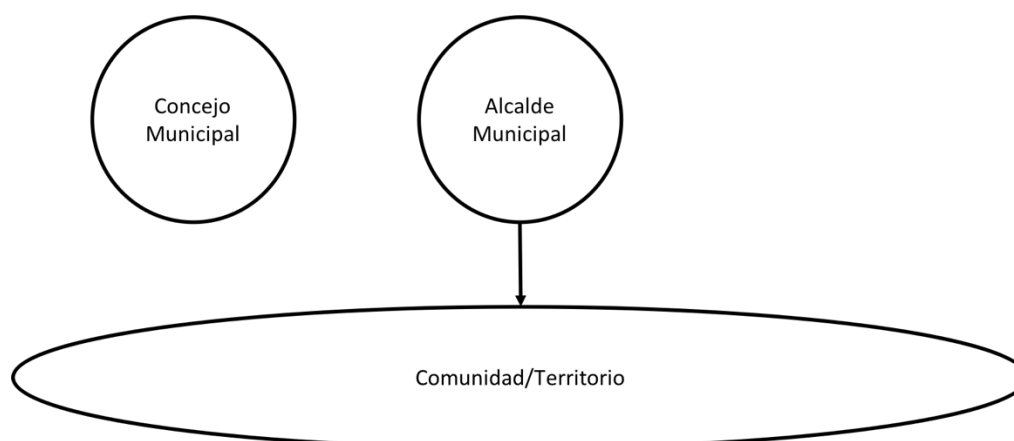 Concejo
Municipal
Alcalde
Municipal
Comunidad/Territorio